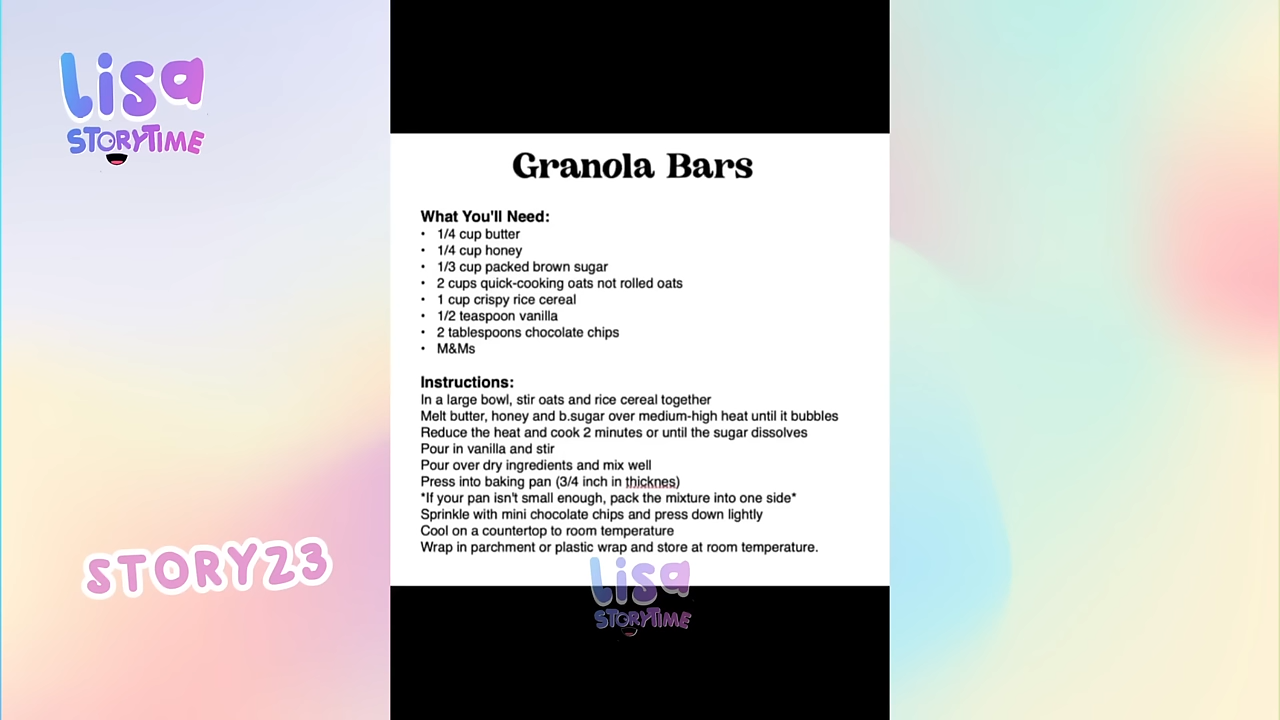 Lisa
STORYTIME
Granola Bars
What You'll Need:
• 1/4 cup butter
• 1/4 cup honey
• 1/3 cup packed brown sugar
• 2 cups quick-cooking oats not rolled oats
• 1 cup crispy rice cereal
• 1/2 teaspoon vanilla
• 2 tablespoons chocolate chips
• M&Ms
Instructions:
In a large bowl, stir oats and rice cereal together
Melt butter, honey and b.sugar over medium-high heat until it bubbles
Reduce the heat and cook 2 minutes or until the sugar dissolves
Pour in vanilla and stir
Pour over dry ingredients and mix well
Press into baking pan (3/4 inch in thicknes)
*If your pan isn't small enough, pack the mixture into one side*
Sprinkle with mini chocolate chips and press down lightly
Cool on a countertop to room temperature
Wrap in parchment or plastic wrap and store at room temperature.
STORY23
Lisa
STORYTIME